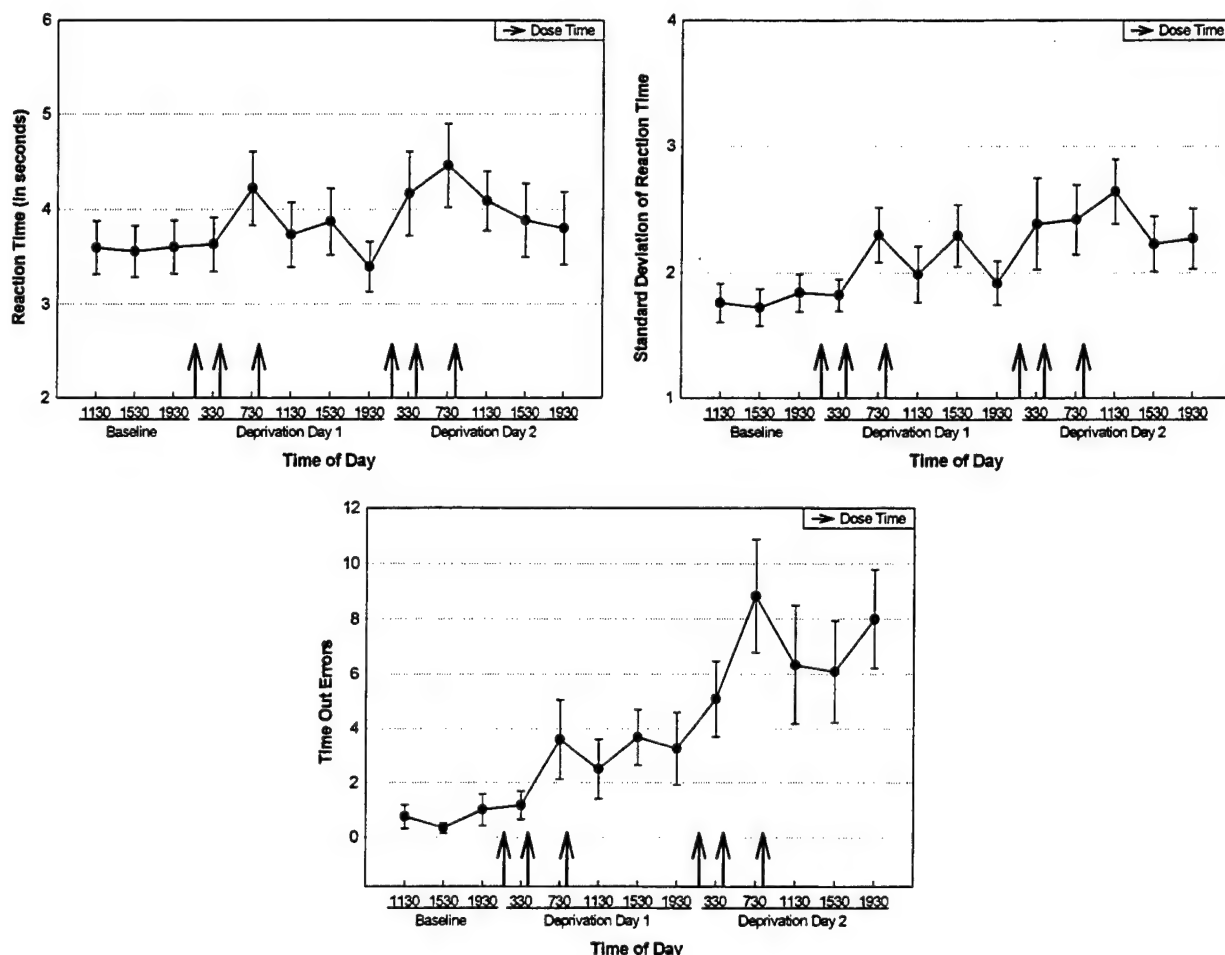 Reaction Time (in seconds)
6
5
4
3
2
→ Dose Time
1130 1530 1930 330 730 1130 1530 1930 330 730 1130 1530 1930
Baseline Deprivation Day 1 Deprivation Day 2
Time of Day
Standard Deviation of Reaction Time
4
3
2
1
→ Dose Time
1130 1530 1930 330 730 1130 1530 1930 330 730 1130 1530 1930
Baseline Deprivation Day 1 Deprivation Day 2
Time of Day
Time Out Errors
12
10
8
6
4
2
0
→ Dose Time
1130 1530 1930 330 730 1130 1530 1930 330 730 1130 1530 1930
Baseline Deprivation Day 1 Deprivation Day 2
Time of Day